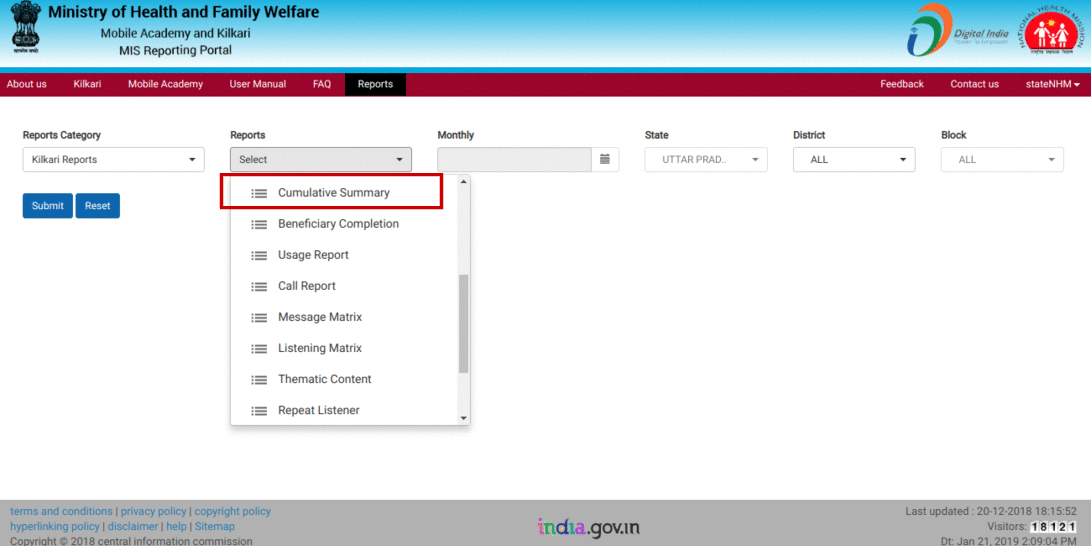 Ministry of Health and Family Welfare
Mobile Academy and Kilkari
MIS Reporting Portal
Digital India
Power To Empower
NATIONAL HEALTH MISSION
About us Kilkari Mobile Academy User Manual FAQ Reports Feedback Contact us stateNHM
Reports Category Reports Monthly State District Block
Kilkari Reports Select UTTAR PRAD.. ALL ALL
Submit Reset
Cumulative Summary
Beneficiary Completion
Usage Report
Call Report
Message Matrix
Listening Matrix
Thematic Content
Repeat Listener
terms and conditions | privacy policy | copyright policy
hyperlinking policy | disclaimer | help | Sitemap
Copyright © 2018 central information commission
india.gov.in
Last updated : 20-12-2018 18:15:52
Visitors: 18121
Dt: Jan 21, 2019 2:09:04 PM